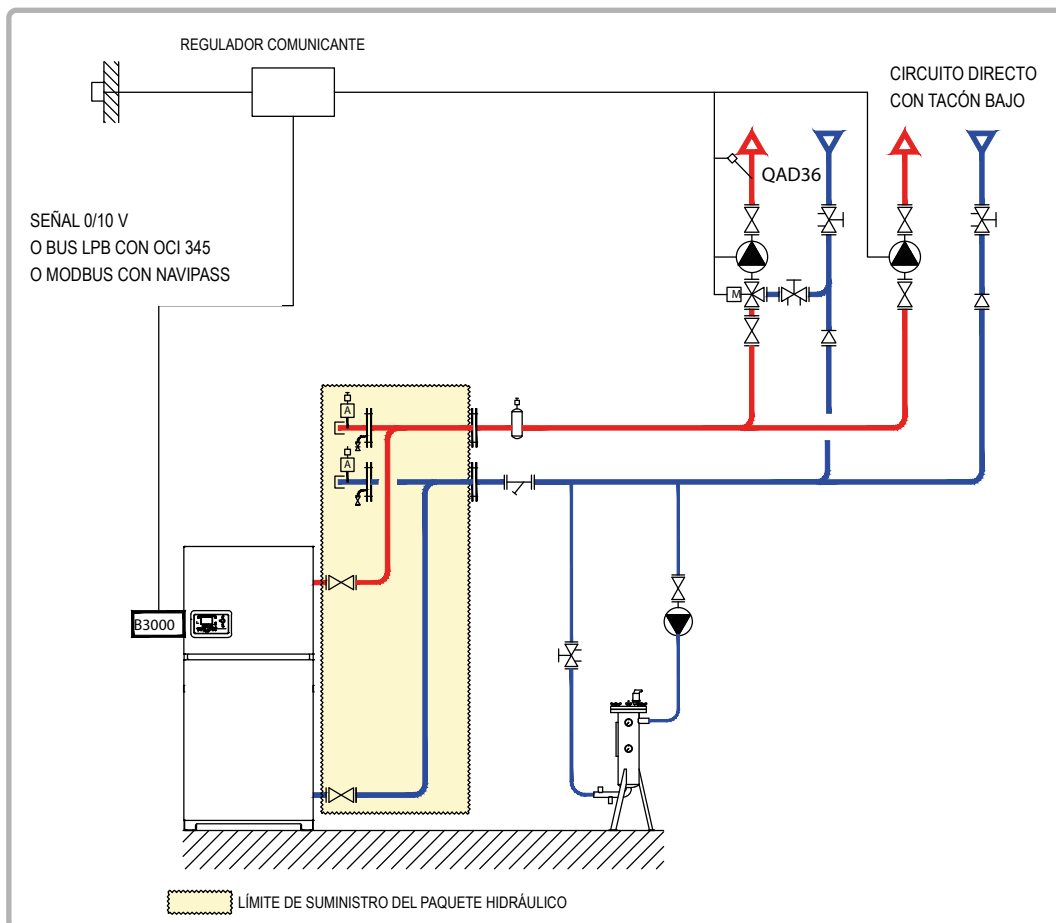 REGULADOR COMUNICANTE
CIRCUITO DIRECTO
CON TACÓN BAJO
QAD36
SEÑAL 0/10 V
O BUS LPB CON OCI 345
O MODBUS CON NAVIPASS
M
A
A
B3000
LÍMITE DE SUMINISTRO DEL PAQUETE HIDRÁULICO